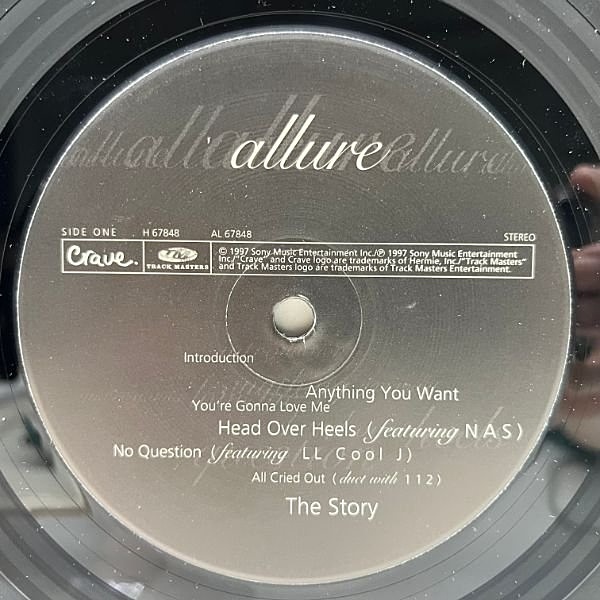 allure
SIDE ONE . H 67848 AL 67848 STEREO
Crave.
TRACK MASTERS
© 1997 Sony Music Entertainment Inc./℗ 1997 Sony Music Entertainment
Inc./"Crave" and Crave logo are trademarks of Hermie, Inc./"Track Masters"
and Track Masters logo are trademarks of Track Masters Entertainment.
Introduction
Anything You Want
You're Gonna Love Me
Head Over Heels (featuring NAS)
No Question (featuring LL Cool J)
All Cried Out (duet with 112)
The Story